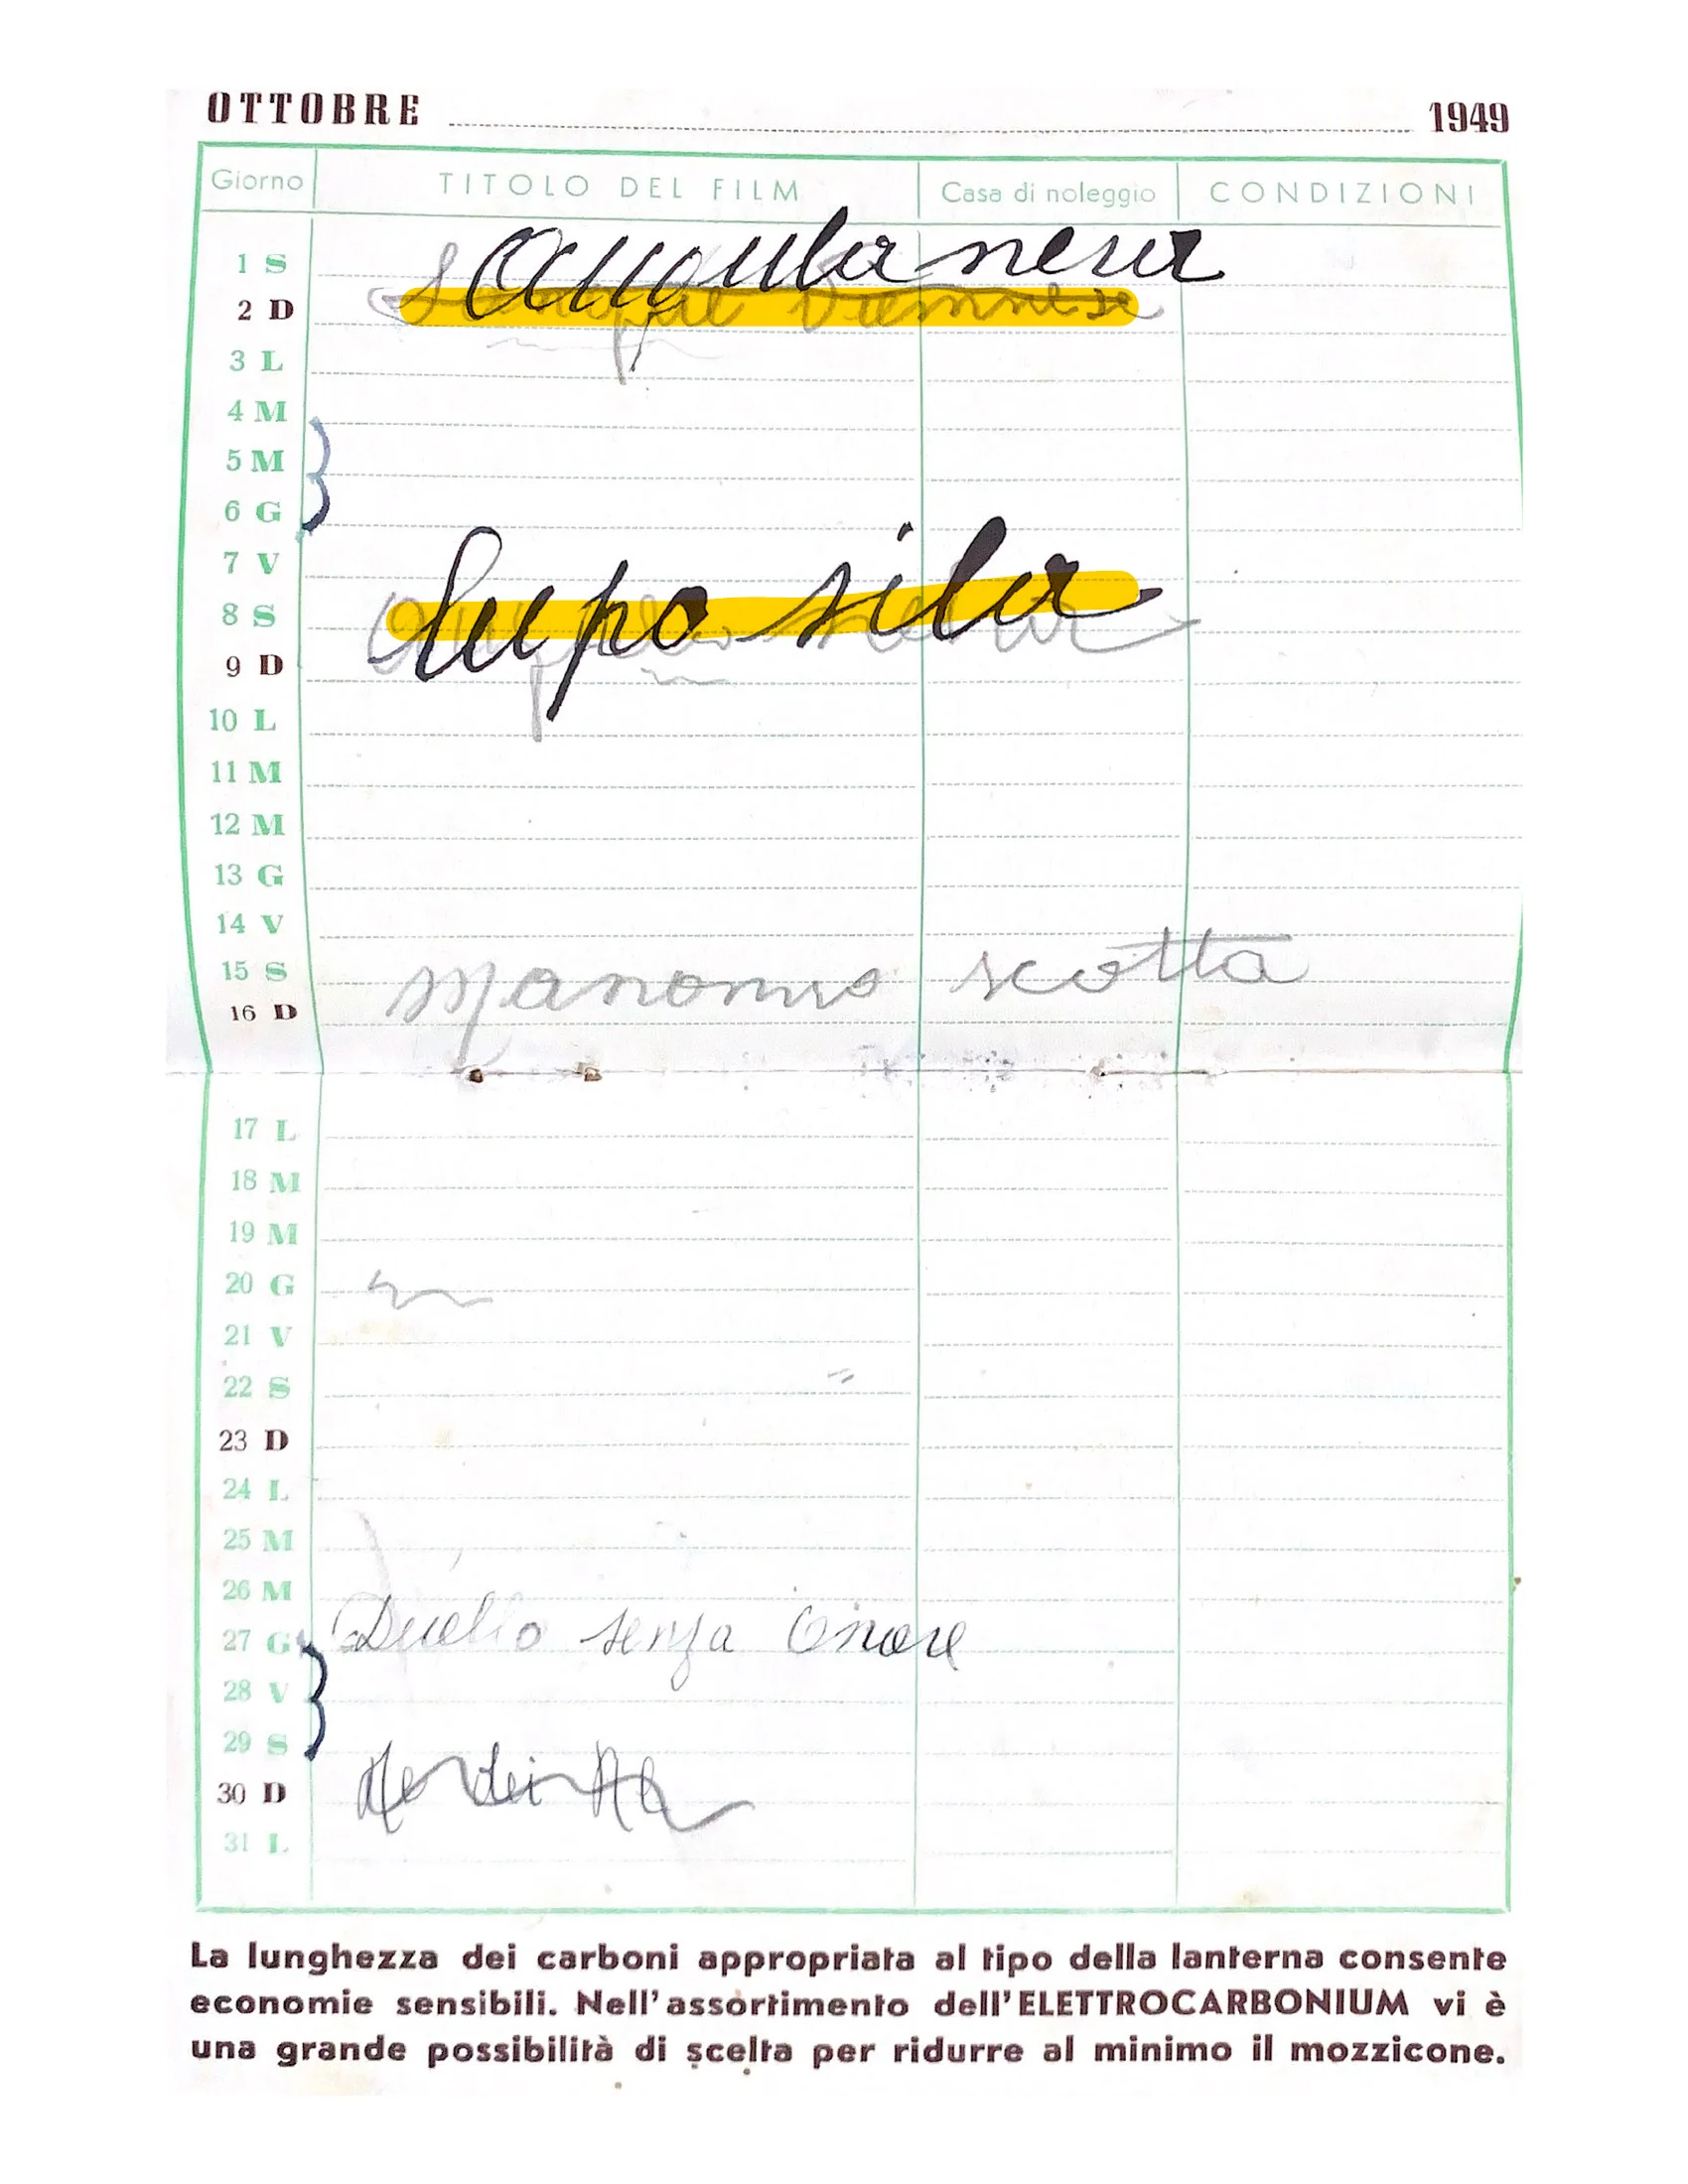 OTTOBRE 1949
Giorno TITOLO DEL FILM Casa di noleggio CONDIZIONI
1 S
2 D Sangue Viennese
3 L
4 M
5 M
6 G
7 V
8 S Lupo sila
9 D
10 L
11 M
12 M
13 G
14 V
15 S scotta
16 D
17 L
18 M
19 M
20 G
21 V
22 S
23 D
24 L
25 M
26 M
27 G Duello senza Onore
28 V
29 S
30 D
31 L
La lunghezza dei carboni appropriata al tipo della lanterna consente
economie sensibili. Nell'assortimento dell'ELETTROCARBONIUM vi è
una grande possibilità di scelta per ridurre al minimo il mozzicone.